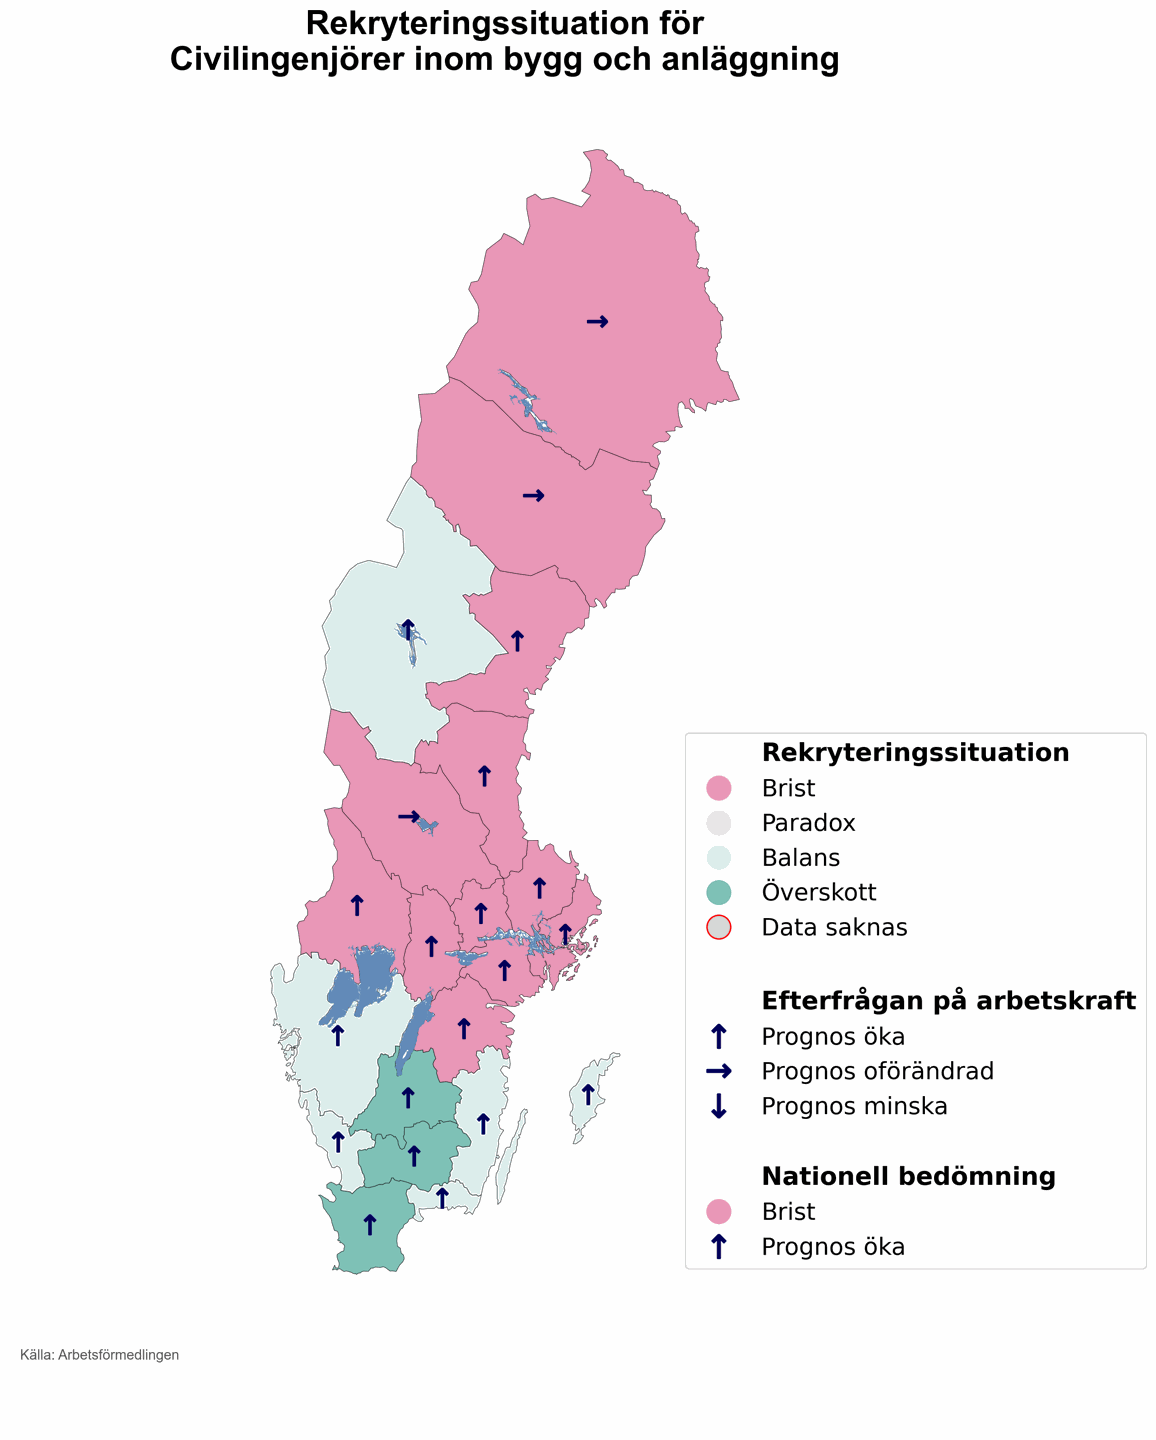 Rekryteringssituation för
Civilingenjörer inom bygg och anläggning
Rekryteringssituation
Brist
Paradox
Balans
Överskott
Data saknas
Efterfrågan på arbetskraft
Prognos öka
Prognos oförändrad
Prognos minska
Nationell bedömning
Brist
Prognos öka
Källa: Arbetsförmedlingen